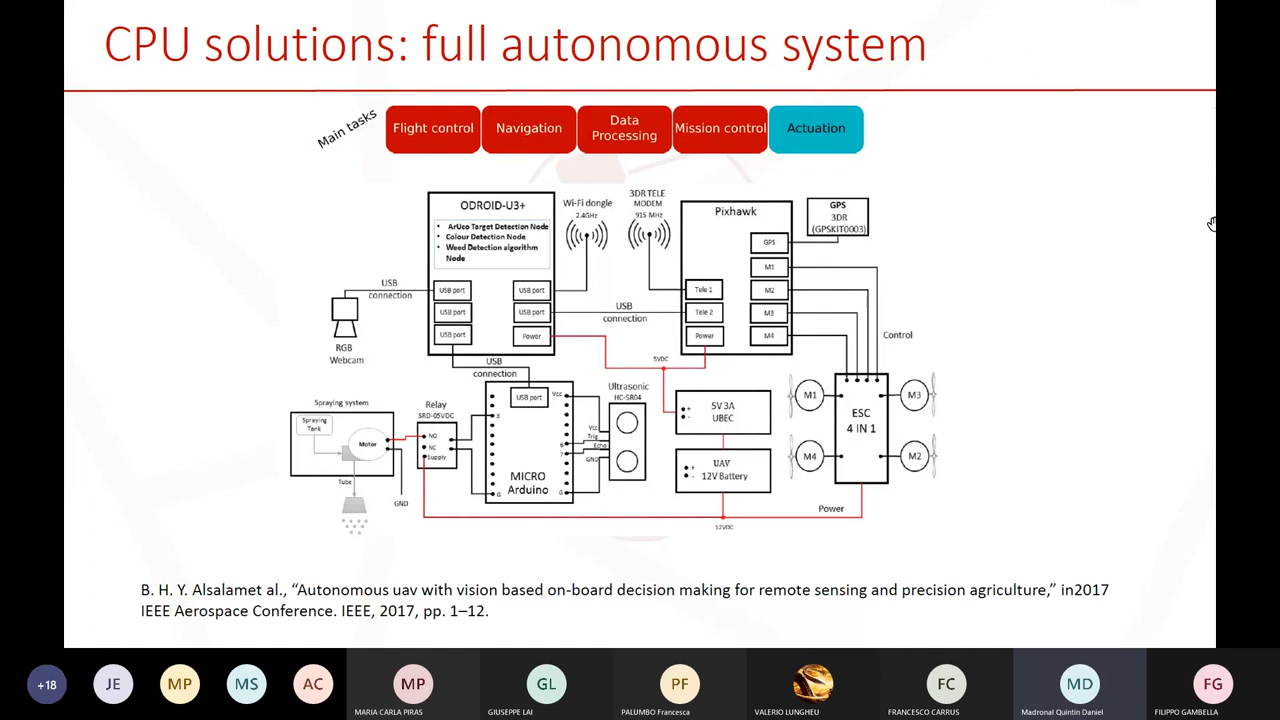 CPU solutions: full autonomous system
Main tasks
Flight control
Navigation
Data
Processing
Mission control
Actuation
ODROID-U3+
• ArUco Target Detection Node
• Colour Detection Node
• Weed Detection algorithm
Node
USB port
USB port
USB port
USB port
USB port
Power
Wi-Fi dongle
2.4GHz
3DR TELE
MODEM
915 MHz
Pixhawk
GPS
M1
M2
M3
M4
Tele 1
Tele 2
Power
GPS
3DR
(GPSKIT0003)
USB
connection
USB
connection
Control
RGB
Webcam
USB
connection
5VDC
Spraying system
Spraying
Tank
Motor
Tube
GND
Relay
SRD-05VDC
NO
NC
Supply
USB port
Vcc
3
6
7
G
G
MICRO
Arduino
Ultrasonic
HC-SR04
Vcc
Trig
Echo
GND
5V 3A
UBEC
+
-
UAV
12V Battery
+
-
12VDC
M1
M3
M4
M2
ESC
4 IN 1
Power
B. H. Y. Alsalamet al., “Autonomous uav with vision based on-board decision making for remote sensing and precision agriculture,” in2017
IEEE Aerospace Conference. IEEE, 2017, pp. 1–12.
+18
JE
MP
MS
AC
MP
GL
PF
FC
MD
FG
MARIA CARLA PIRAS
GIUSEPPE LAI
PALUMBO Francesca
VALERIO LUNGHEU
FRANCESCO CARRUS
Madronal Quintin Daniel
FILIPPO GAMBELLA